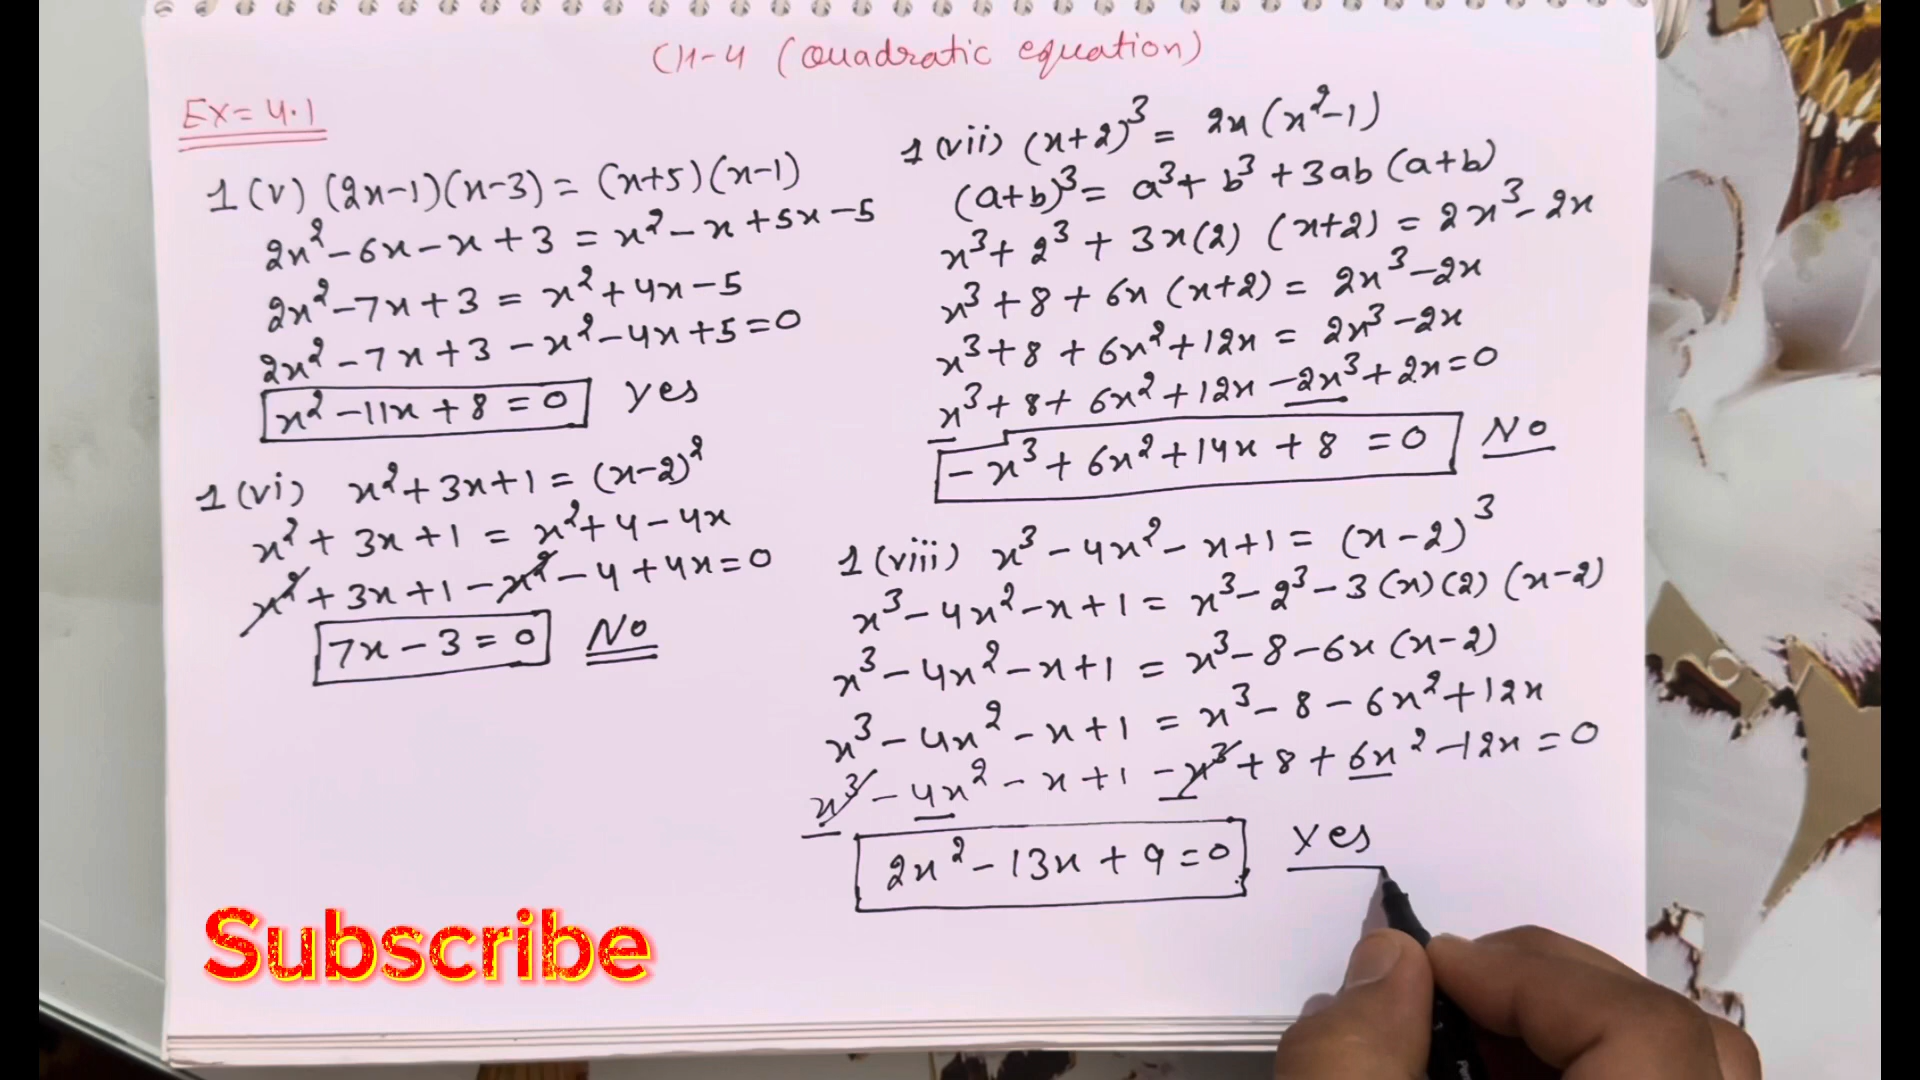 CH-4 (Quadratic equation)
Ex = 4.1
1(v) (2x-1)(x-3) = (x+5)(x-1)
2x² - 6x - x + 3 = x² - x + 5x - 5
2x² - 7x + 3 = x² + 4x - 5
2x² - 7x + 3 - x² - 4x + 5 = 0
x² - 11x + 8 = 0 yes
1(vi) x² + 3x + 1 = (x-2)²
x² + 3x + 1 = x² + 4 - 4x
x² + 3x + 1 - x² - 4 + 4x = 0
7x - 3 = 0 No
1(vii) (x+2)³ = 2x(x²-1)
(a+b)³ = a³ + b³ + 3ab(a+b)
x³ + 2³ + 3x(2)(x+2) = 2x³ - 2x
x³ + 8 + 6x(x+2) = 2x³ - 2x
x³ + 8 + 6x² + 12x = 2x³ - 2x
x³ + 8 + 6x² + 12x - 2x³ + 2x = 0
-x³ + 6x² + 14x + 8 = 0 No
1(viii) x³ - 4x² - x + 1 = (x-2)³
x³ - 4x² - x + 1 = x³ - 2³ - 3(x)(2)(x-2)
x³ - 4x² - x + 1 = x³ - 8 - 6x(x-2)
x³ - 4x² - x + 1 = x³ - 8 - 6x² + 12x
x³ - 4x² - x + 1 - x³ + 8 + 6x² - 12x = 0
2x² - 13x + 9 = 0 Yes
Subscribe